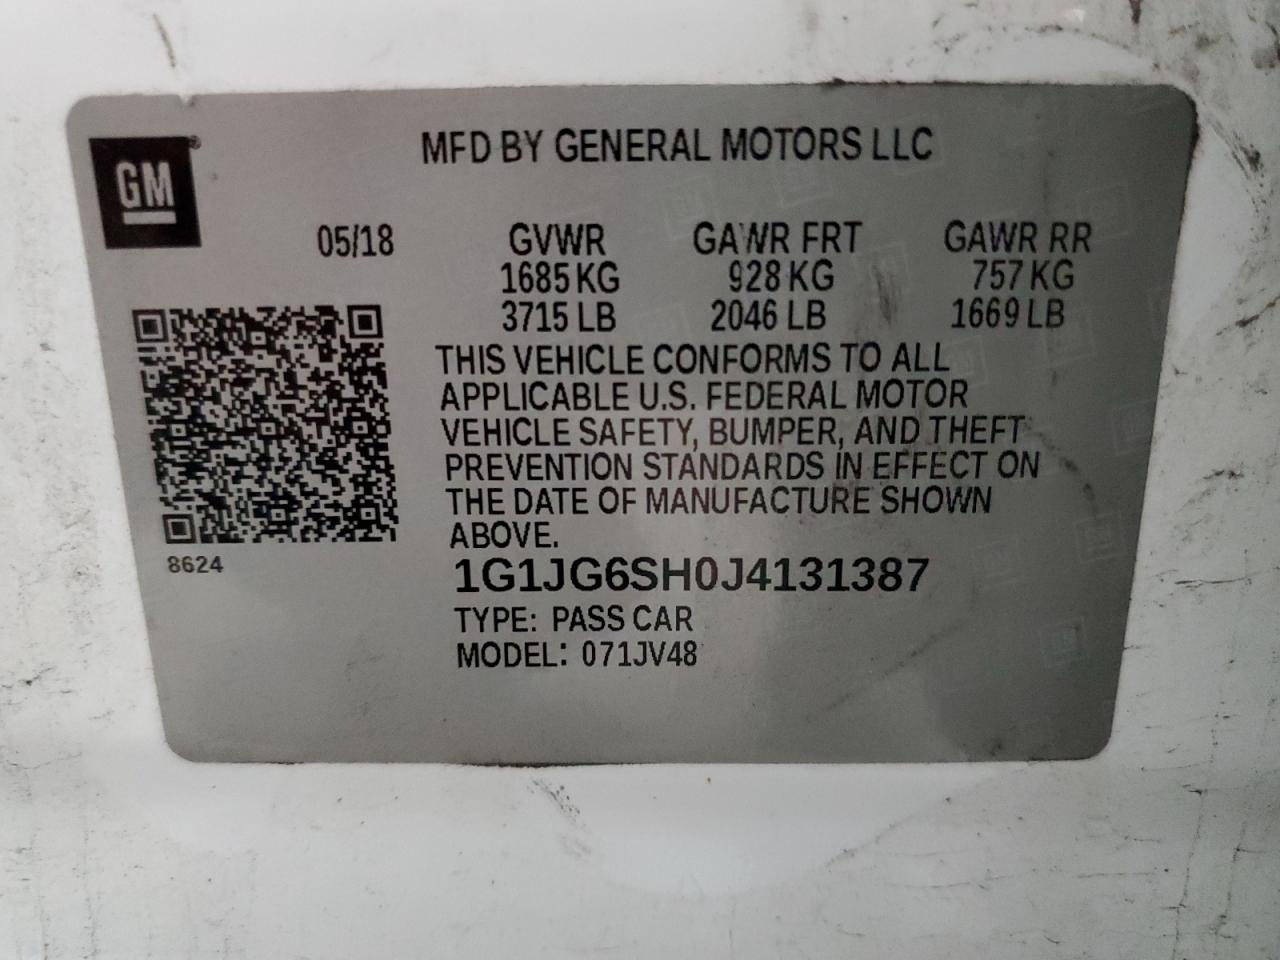 MFD BY GENERAL MOTORS LLC
GM®
05/18 GVWR GAWR FRT GAWR RR
1685 KG 928 KG 757 KG
3715 LB 2046 LB 1669 LB
THIS VEHICLE CONFORMS TO ALL
APPLICABLE U.S. FEDERAL MOTOR
VEHICLE SAFETY, BUMPER, AND THEFT
PREVENTION STANDARDS IN EFFECT ON
THE DATE OF MANUFACTURE SHOWN
ABOVE.
8624
1G1JG6SH0J4131387
TYPE: PASS CAR
MODEL: 071JV48